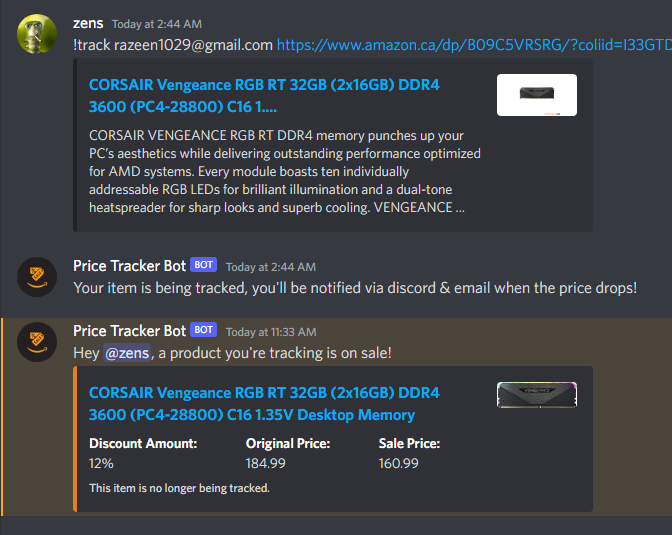 zens Today at 2:44 AM
!track razeen1029@gmail.com https://www.amazon.ca/dp/B09C5VRSRG/?coliid=I33GTD
CORSAIR Vengeance RGB RT 32GB (2x16GB) DDR4
3600 (PC4-28800) C16 1....
CORSAIR VENGEANCE RGB RT DDR4 memory punches up your
PC's aesthetics while delivering outstanding performance optimized
for AMD systems. Every module boasts ten individually
addressable RGB LEDs for brilliant illumination and a dual-tone
heatspreader for sharp looks and superb cooling. VENGEANCE ...
Price Tracker Bot BOT Today at 2:44 AM
Your item is being tracked, you'll be notified via discord & email when the price drops!
Price Tracker Bot BOT Today at 11:33 AM
Hey @zens, a product you're tracking is on sale!
CORSAIR Vengeance RGB RT 32GB (2x16GB) DDR4
3600 (PC4-28800) C16 1.35V Desktop Memory
Discount Amount: Original Price: Sale Price:
12% 184.99 160.99
This item is no longer being tracked.